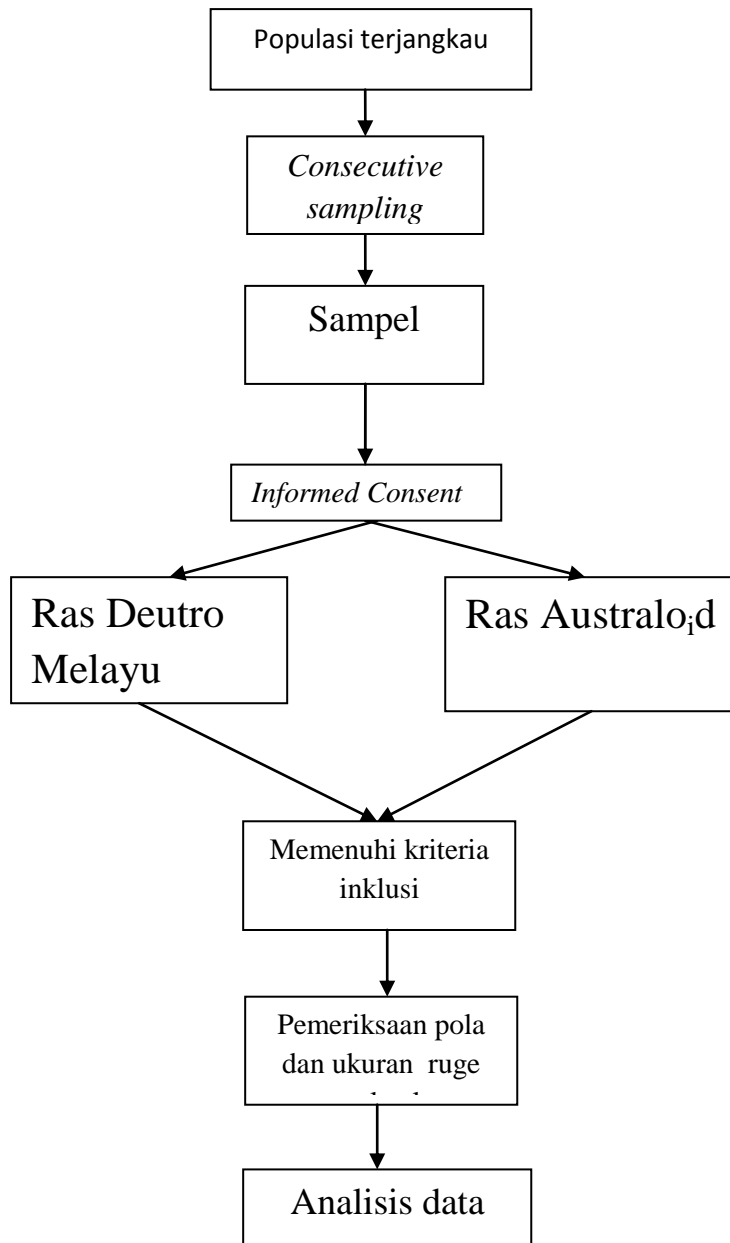 Populasi terjangkau
Consecutive
sampling
Sampel
Informed Consent
Ras Deutro
Melayu
Ras Australoid
Memenuhi kriteria
inklusi
Pemeriksaan pola
dan ukuran ruge
Analisis data